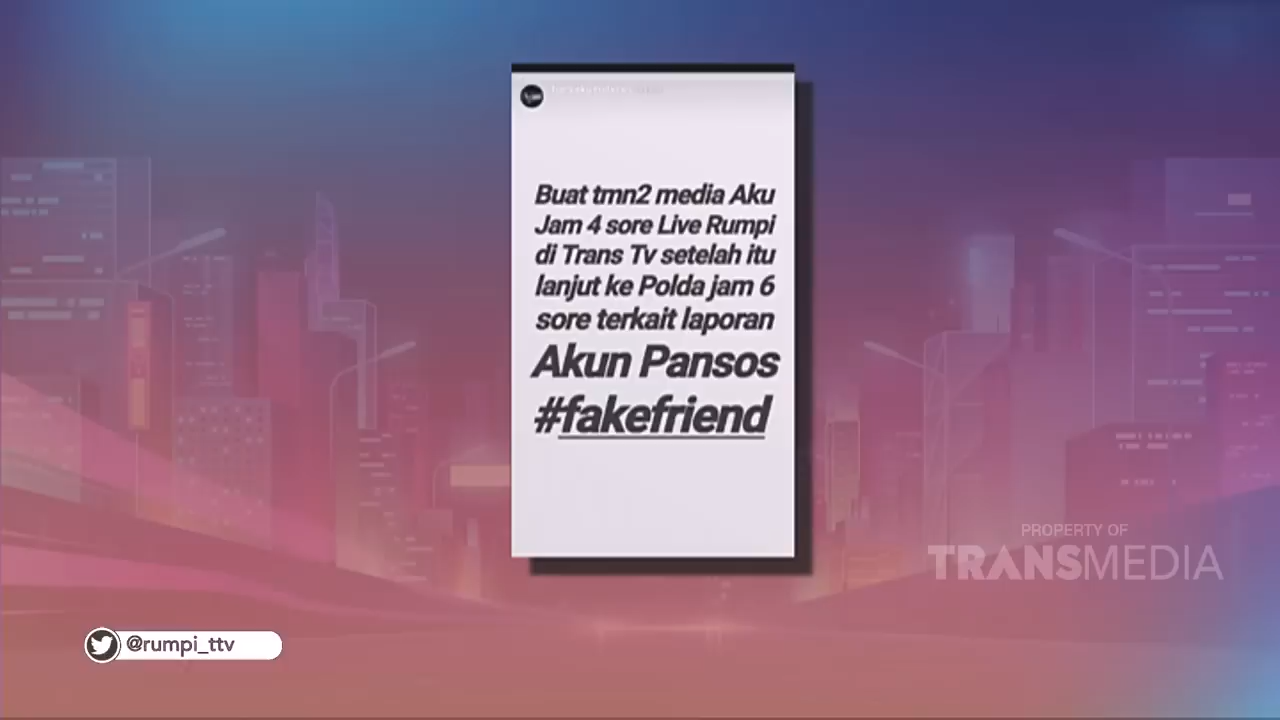 Buat tmn2 media Aku
Jam 4 sore Live Rumpi
di Trans Tv setelah itu
lanjut ke Polda jam 6
sore terkait laporan
Akun Pansos
#fakefriend
PROPERTY OF
TRANSMEDIA
@rumpi_ttv